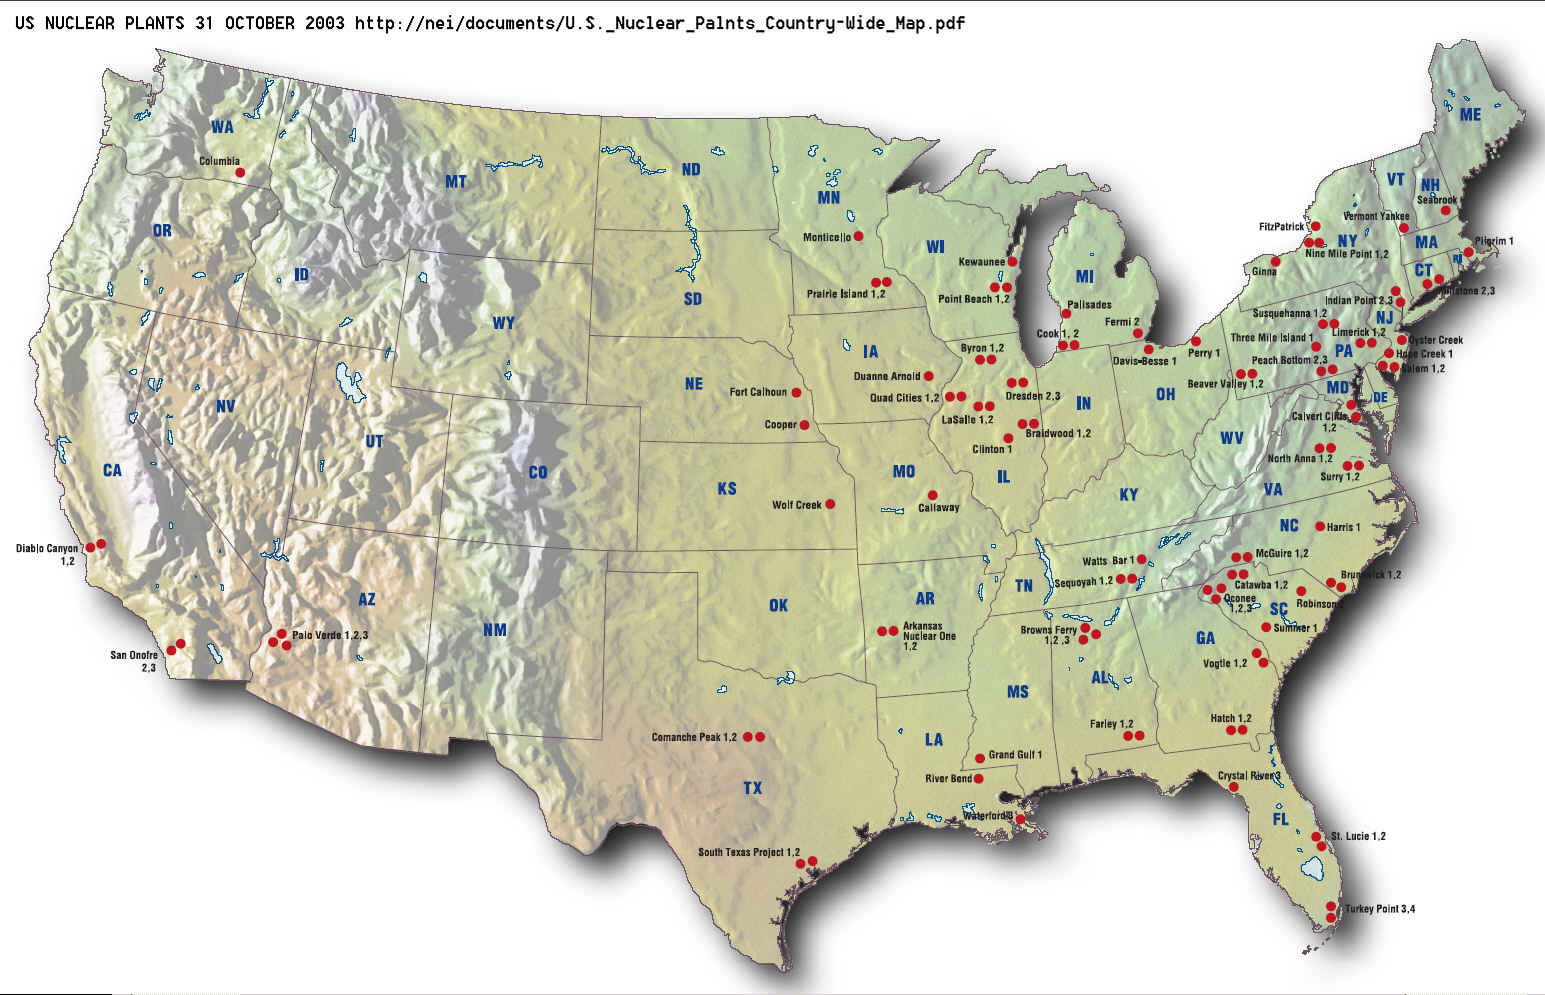 US NUCLEAR PLANTS 31 OCTOBER 2003 http://nei/documents/U.S._Nuclear_Palnts_Country-Wide_Map.pdf
ME
WA
Columbia
MT
ND
MN
Monticello
OR
ID
WI
Kewaunee
Point Beach 1,2
Prairie Island 1,2
SD
WY
MI
Palisades
Fermi 2
Cook 1, 2
Davis-Besse 1
Perry 1
VT
NH
Seabrook
Vermont Yankee
FitzPatrick
NY
Nine Mile Point 1,2
Ginna
MA
Pilgrim 1
RI
CT
Millstone 2,3
Indian Point 2,3
Susquehanna 1,2
NJ
Limerick 1,2
Three Mile Island 1
PA
Oyster Creek
Hope Creek 1
Peach Bottom 2,3
Salem 1,2
Beaver Valley 1,2
MD
DE
Calvert Cliffs
1,2
IA
Byron 1,2
Duanne Arnold
Quad Cities 1,2
Dresden 2,3
LaSalle 1,2
Braidwood 1,2
Clinton 1
IN
OH
NE
Fort Calhoun
Cooper
NV
UT
CA
CO
KS
Wolf Creek
MO
Callaway
IL
WV
North Anna 1,2
Surry 1,2
VA
KY
NC
Harris 1
Diablo Canyon
1,2
McGuire 1,2
Watts Bar 1
Sequoyah 1,2
TN
Catawba 1,2
Brunswick 1,2
Oconee
1,2,3
Robinson
SC
Summer 1
AZ
NM
OK
AR
Arkansas
Nuclear One
1,2
Browns Ferry
1,2 ,3
GA
Vogtle 1,2
Palo Verde 1,2,3
San Onofre
2,3
MS
AL
Comanche Peak 1,2
LA
Farley 1,2
Hatch 1,2
Grand Gulf 1
River Bend
TX
Crystal River 3
Waterford 3
FL
St. Lucie 1,2
South Texas Project 1,2
Turkey Point 3,4